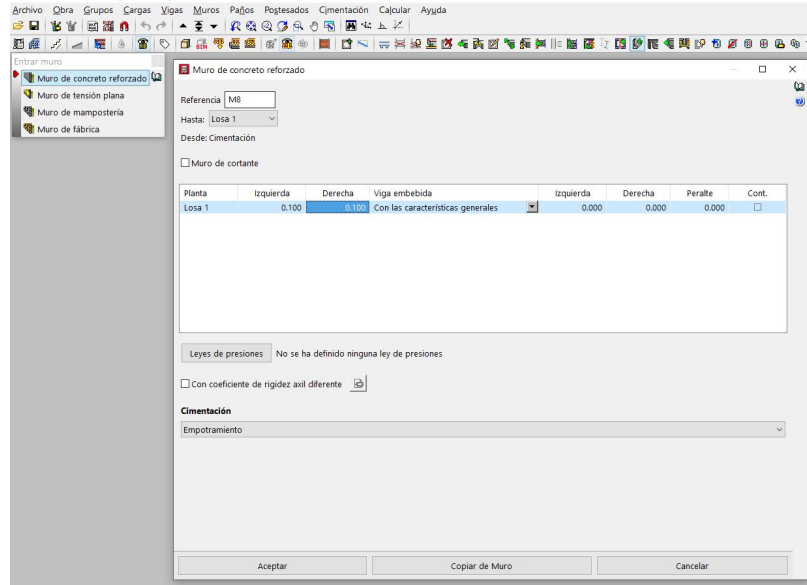 Archivo Obra Grupos Cargas Vigas Muros Paños Postesados Cimentación Calcular Ayuda
BIM
Entrar muro
Muro de concreto reforzado
Muro de tensión plana
Muro de mampostería
Muro de fábrica
Muro de concreto reforzado
Referencia M8
Hasta: Losa 1
Desde: Cimentación
Muro de cortante
Planta Izquierda Derecha Viga embebida Izquierda Derecha Peralte Cont.
Losa 1 0.100 0.100 Con las características generales 0.000 0.000 0.000
Leyes de presiones No se ha definido ninguna ley de presiones
Con coeficiente de rigidez axil diferente
Cimentación
Empotramiento
Aceptar Copiar de Muro Cancelar